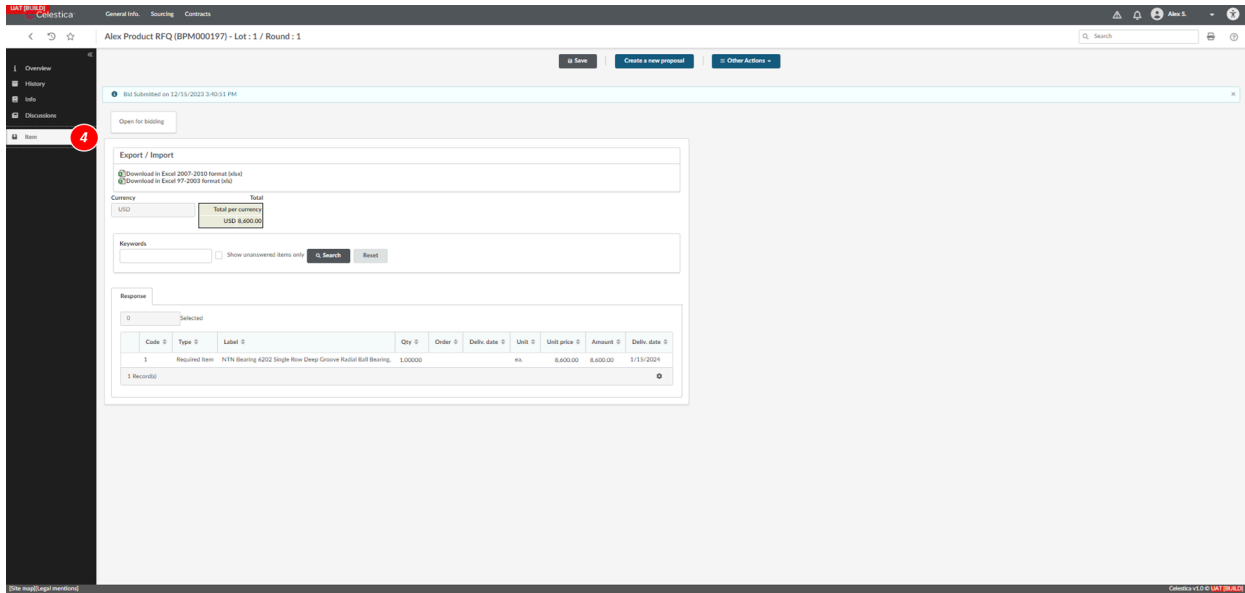 UAT [BUILD]
Celestica
General Info. Sourcing Contracts
Alex S.
Alex Product RFQ (BPM000197) - Lot : 1 / Round : 1
Search
Save
Create a new proposal
Other Actions
Overview
History
Info
Discussions
Item
4
Bid Submitted on 12/15/2023 3:40:51 PM
Open for bidding
Export / Import
Download in Excel 2007-2010 format (xlsx)
Download in Excel 97-2003 format (xls)
Currency Total
USD Total per currency
USD 8,600.00
Keywords
Show unanswered items only Search Reset
Response
0 Selected
Code Type Label Qty Order Deliv. date Unit Unit price Amount Deliv. date
1 Required Item NTN Bearing 6202 Single Row Deep Groove Radial Ball Bearing, 1.00000 ea. 8,600.00 8,600.00 1/15/2024
1 Record(s)
[Site map][Legal mentions]
Celestica v1.0 © UAT [BUILD]